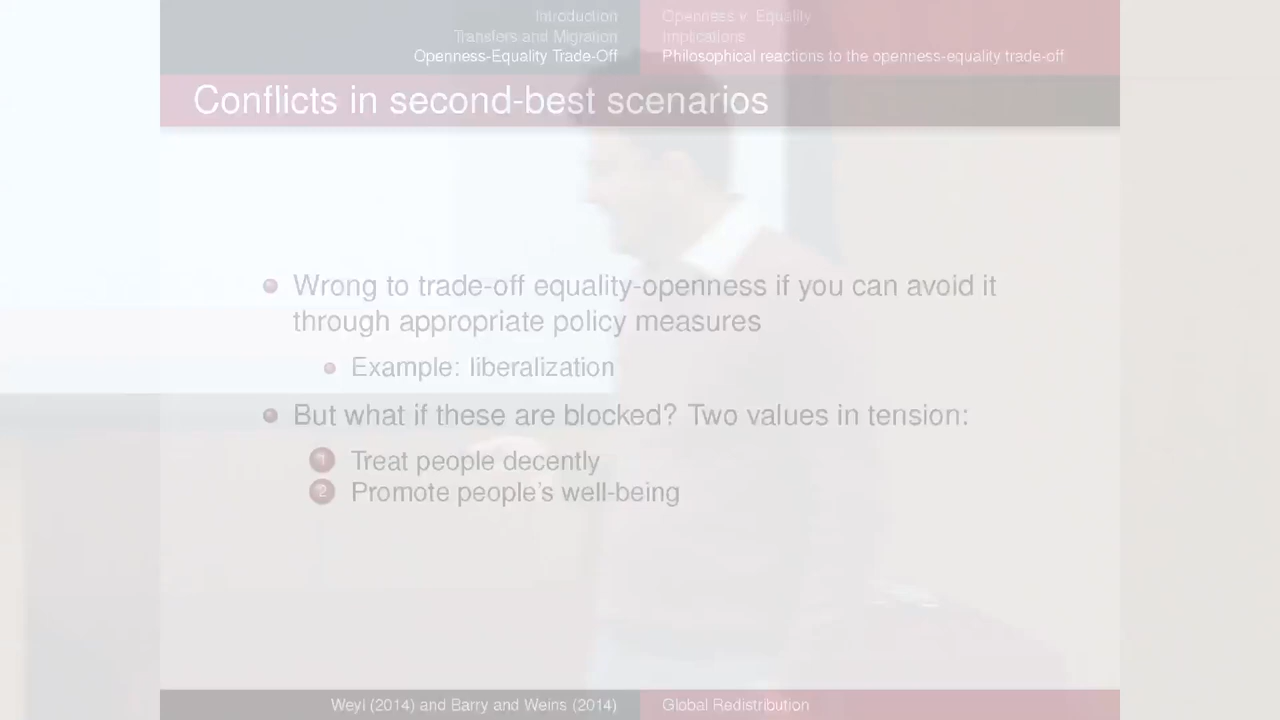 Introduction
Transfers and Migration
Openness-Equality Trade-Off
Openness v. Equality
Implications
Philosophical reactions to the openness-equality trade-off
Conflicts in second-best scenarios
Wrong to trade-off equality-openness if you can avoid it
through appropriate policy measures
Example: liberalization
But what if these are blocked? Two values in tension:
1 Treat people decently
2 Promote people's well-being
Weyl (2014) and Barry and Weins (2014)
Global Redistribution